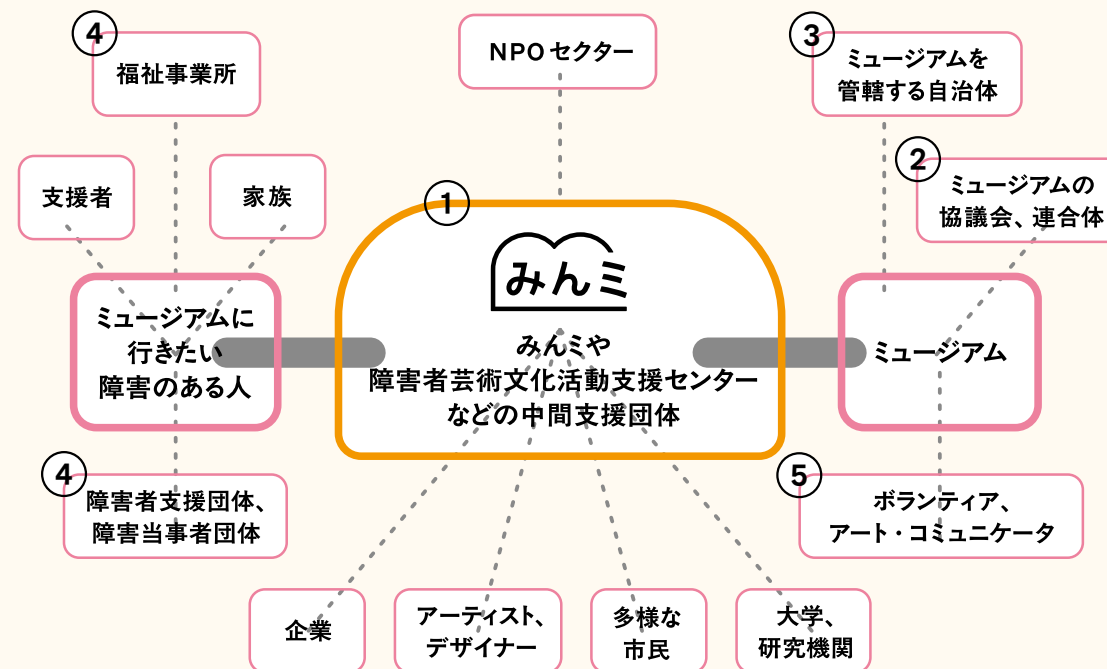 ④
福祉事業所
NPOセクター
③
ミュージアムを
管轄する自治体
②
ミュージアムの
協議会、連合体
支援者
家族
①
みんミ
みんミや
障害者芸術文化活動支援センター
などの中間支援団体
ミュージアムに
行きたい
障害のある人
ミュージアム
④
障害者支援団体、
障害当事者団体
⑤
ボランティア、
アート・コミュニケータ
企業
アーティスト、
デザイナー
多様な
市民
大学、
研究機関